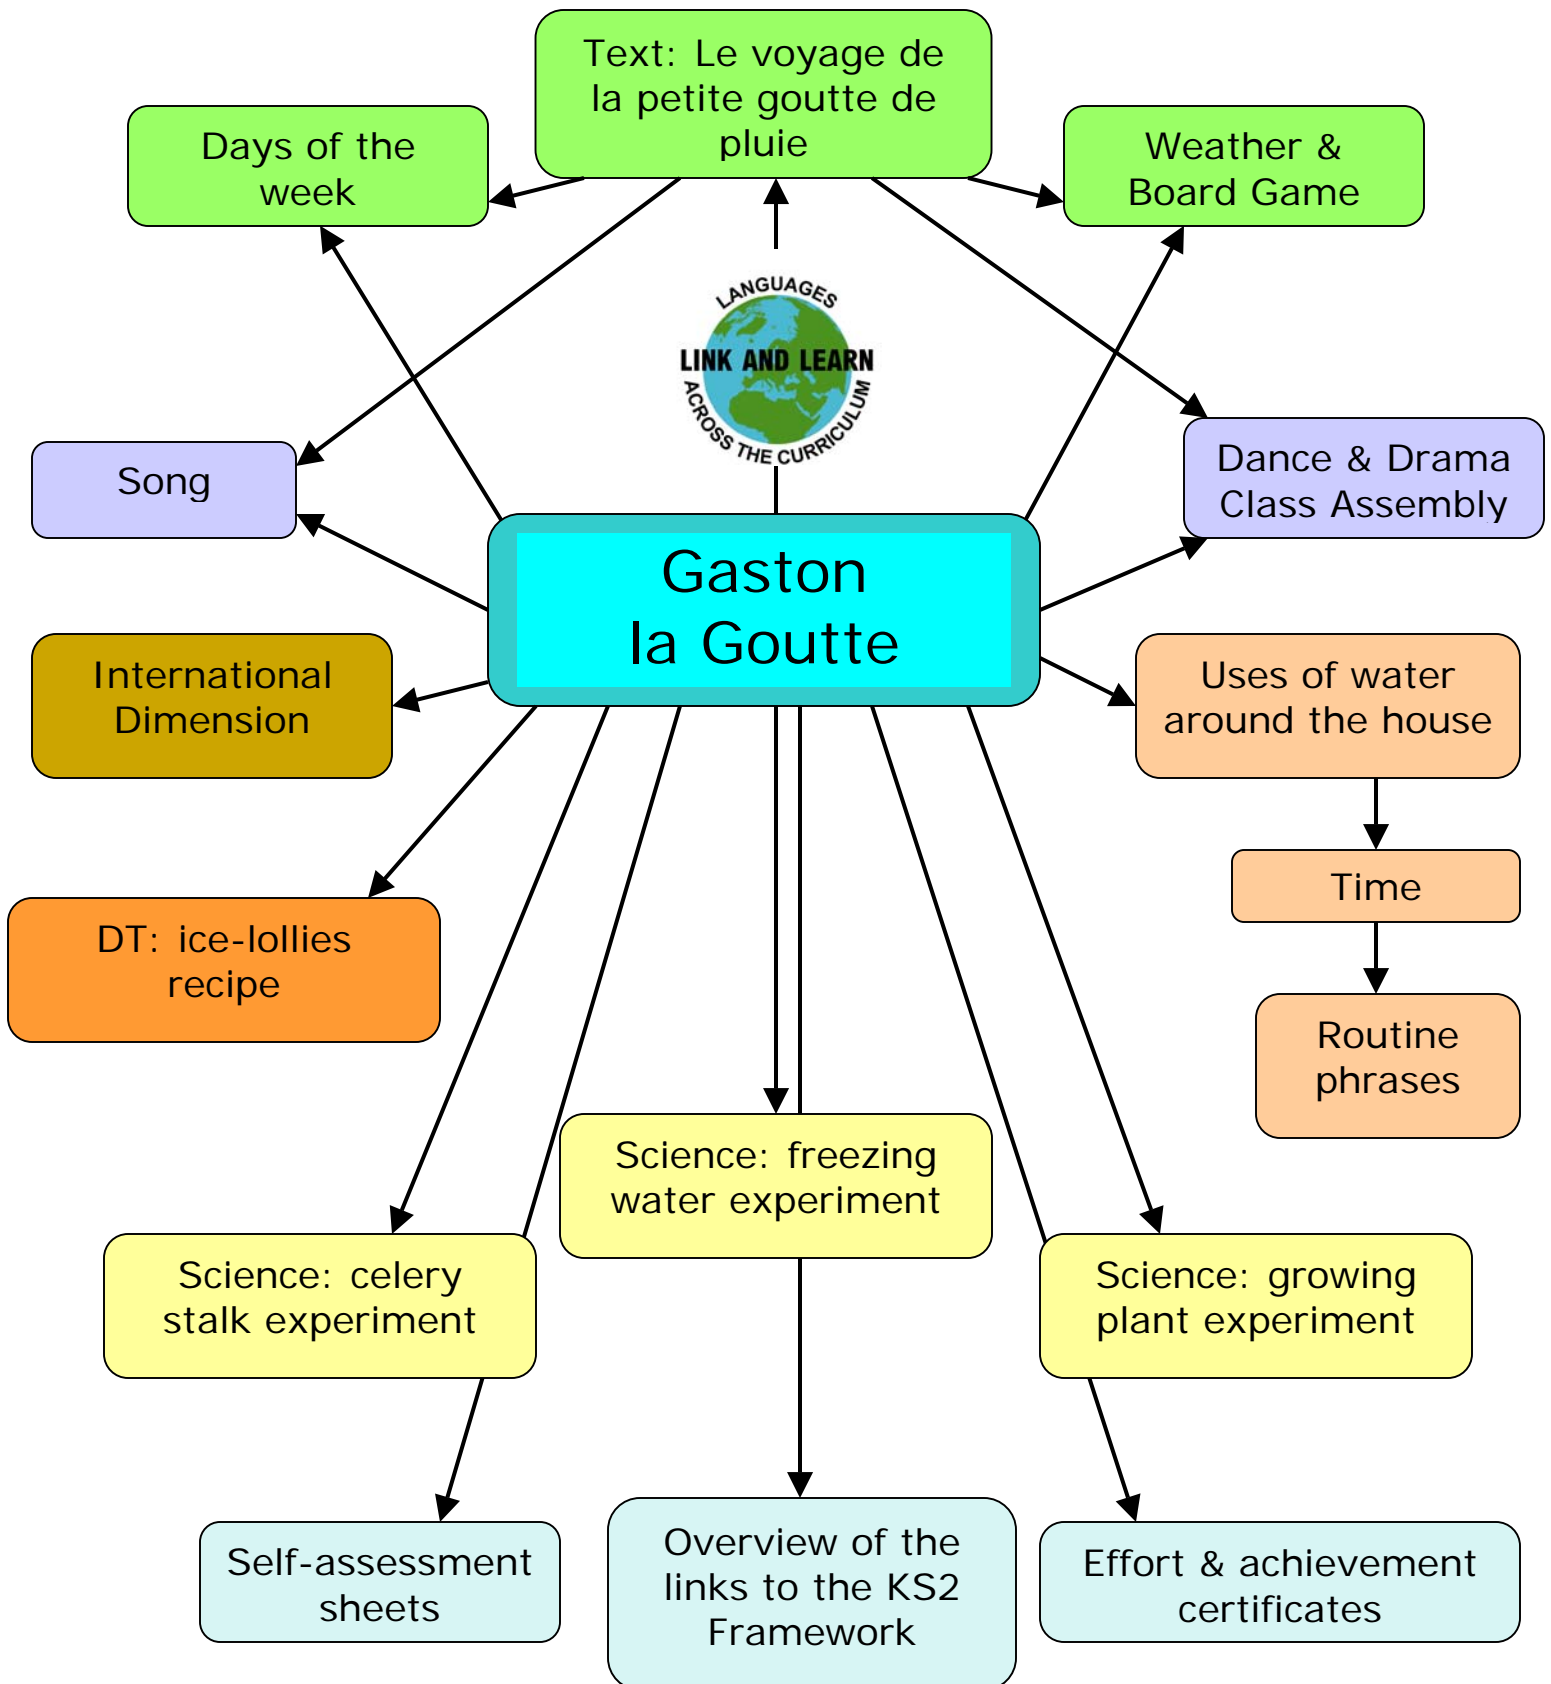 Text: Le voyage de
la petite goutte de
pluie
Days of the
week
Weather &
Board Game
LANGUAGES
LINK AND LEARN
ACROSS THE CURRICULUM
Song
Dance & Drama
Class Assembly
Gaston
la Goutte
International
Dimension
Uses of water
around the house
Time
DT: ice-lollies
recipe
Routine
phrases
Science: freezing
water experiment
Science: celery
stalk experiment
Science: growing
plant experiment
Self-assessment
sheets
Overview of the
links to the KS2
Framework
Effort & achievement
certificates